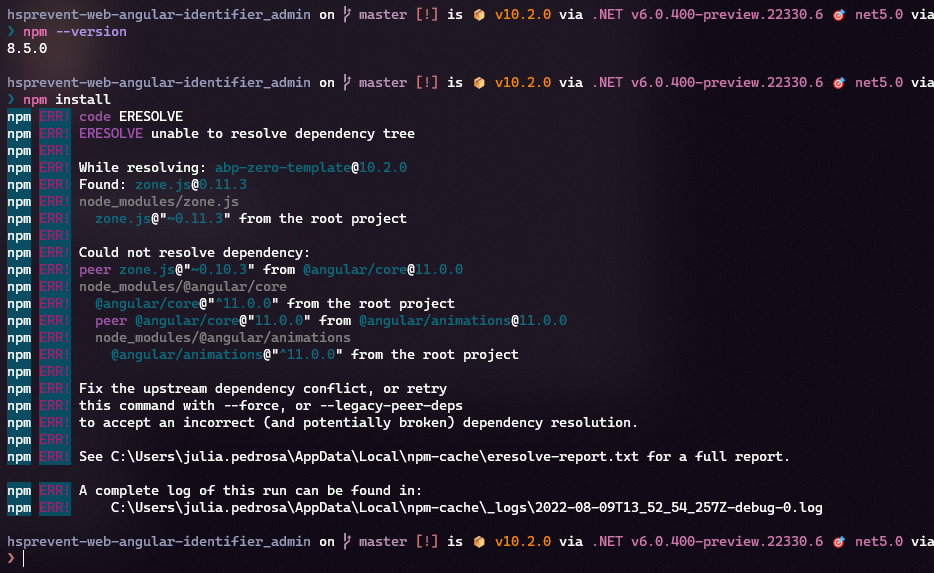 hsprevent-web-angular-identifier_admin on master [!] is 📦 v10.2.0 via .NET v6.0.400-preview.22330.6 🎯 net5.0 via
❯ npm --version
8.5.0
hsprevent-web-angular-identifier_admin on master [!] is 📦 v10.2.0 via .NET v6.0.400-preview.22330.6 🎯 net5.0 via
❯ npm install
npm ERR! code ERESOLVE
npm ERR! ERESOLVE unable to resolve dependency tree
npm ERR!
npm ERR! While resolving: abp-zero-template@10.2.0
npm ERR! Found: zone.js@0.11.3
npm ERR! node_modules/zone.js
npm ERR!   zone.js@"~0.11.3" from the root project
npm ERR!
npm ERR! Could not resolve dependency:
npm ERR! peer zone.js@"~0.10.3" from @angular/core@11.0.0
npm ERR! node_modules/@angular/core
npm ERR!   @angular/core@"^11.0.0" from the root project
npm ERR!   peer @angular/core@"11.0.0" from @angular/animations@11.0.0
npm ERR!   node_modules/@angular/animations
npm ERR!     @angular/animations@"^11.0.0" from the root project
npm ERR!
npm ERR! Fix the upstream dependency conflict, or retry
npm ERR! this command with --force, or --legacy-peer-deps
npm ERR! to accept an incorrect (and potentially broken) dependency resolution.
npm ERR!
npm ERR! See C:\Users\julia.pedrosa\AppData\Local\npm-cache\eresolve-report.txt for a full report.
npm ERR! A complete log of this run can be found in:
npm ERR!     C:\Users\julia.pedrosa\AppData\Local\npm-cache\_logs\2022-08-09T13_52_54_257Z-debug-0.log
hsprevent-web-angular-identifier_admin on master [!] is 📦 v10.2.0 via .NET v6.0.400-preview.22330.6 🎯 net5.0 via
❯